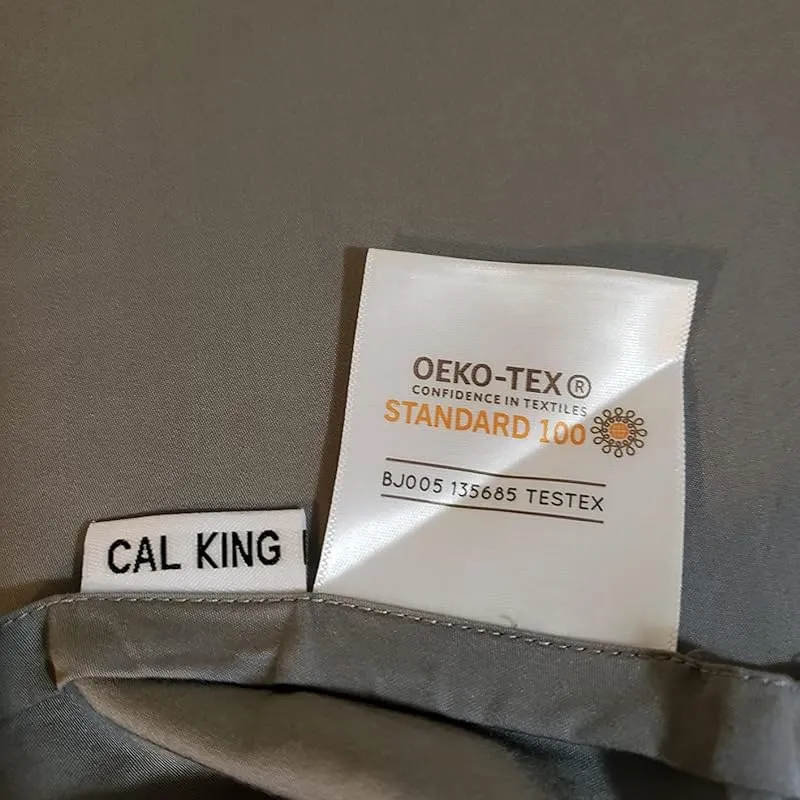 OEKO-TEX®
CONFIDENCE IN TEXTILES
STANDARD 100
BJ005 135685 TESTEX
CAL KING